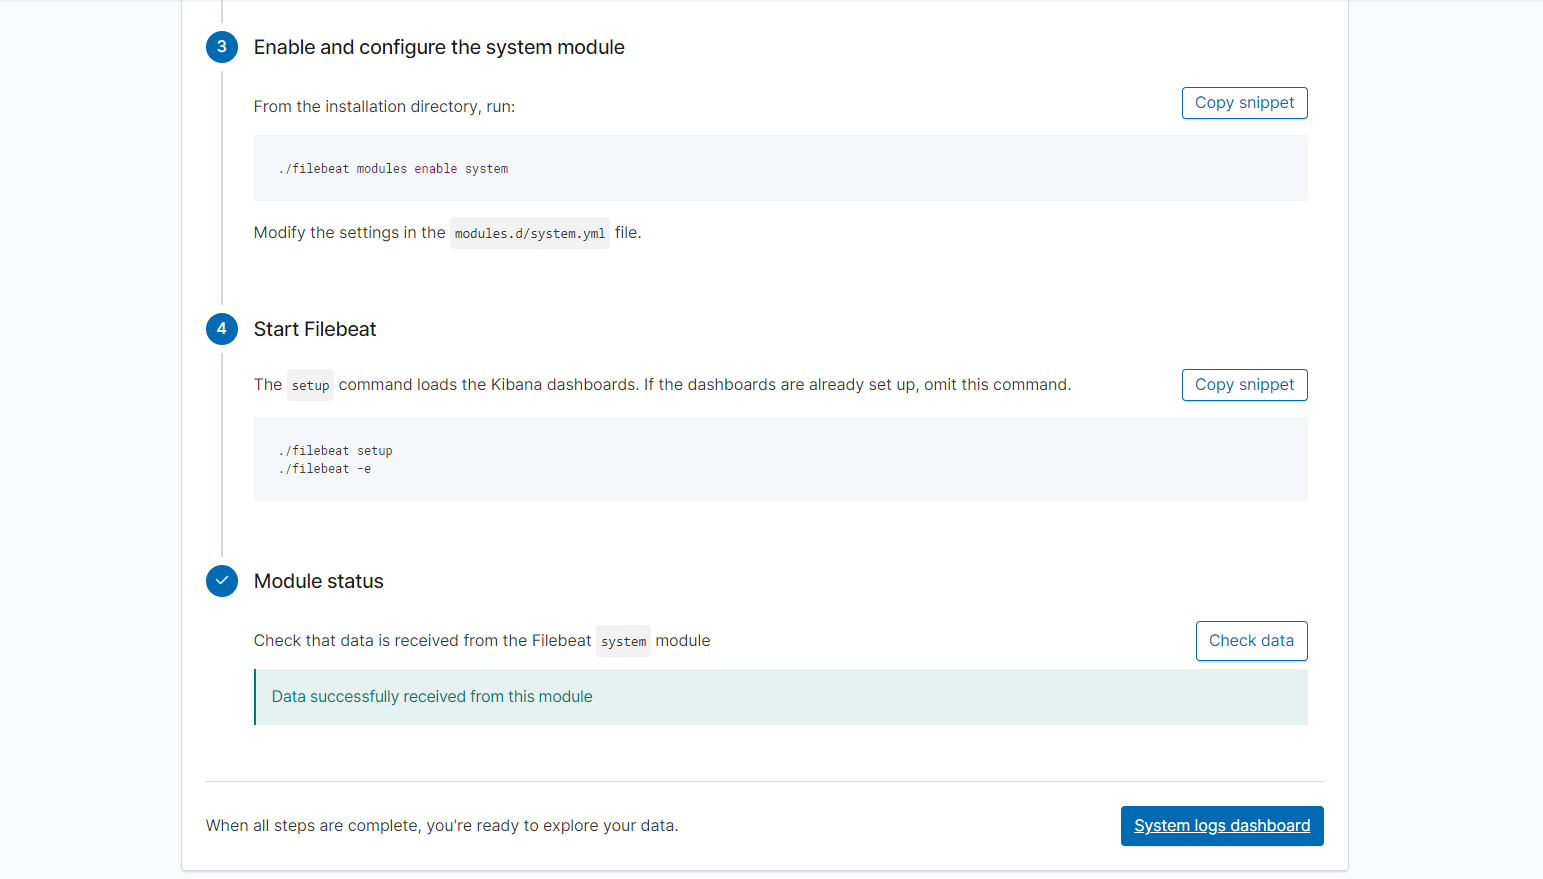 3 Enable and configure the system module
From the installation directory, run:
Copy snippet
./filebeat modules enable system
Modify the settings in the modules.d/system.yml file.
4 Start Filebeat
The setup command loads the Kibana dashboards. If the dashboards are already set up, omit this command.
Copy snippet
./filebeat setup
./filebeat -e
Module status
Check that data is received from the Filebeat system module
Check data
Data successfully received from this module
When all steps are complete, you're ready to explore your data.
System logs dashboard